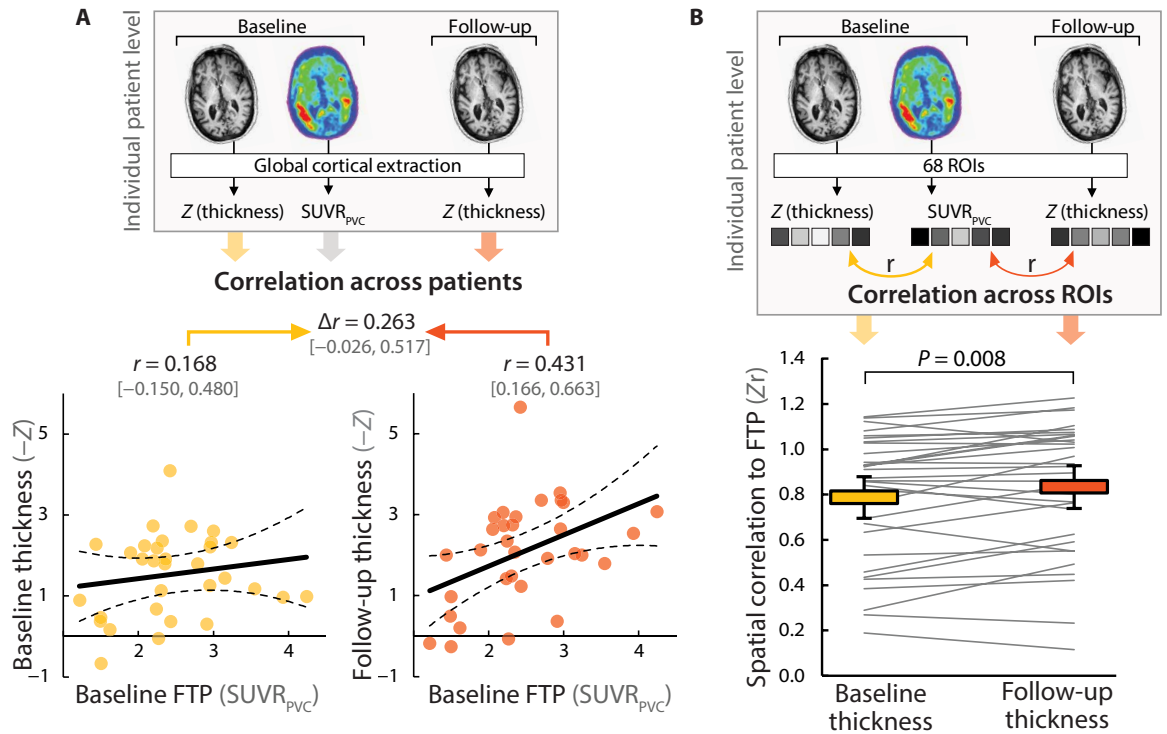 A
Baseline
Follow-up
Individual patient level
Global cortical extraction
Z (thickness)
SUVR_PVC
Z (thickness)
Correlation across patients
Δr = 0.263
[−0.026, 0.517]
r = 0.168
[−0.150, 0.480]
r = 0.431
[0.166, 0.663]
Baseline thickness (−Z)
5
3
1
−1
2
3
4
Baseline FTP (SUVR_PVC)
Follow-up thickness (−Z)
5
3
1
−1
2
3
4
Baseline FTP (SUVR_PVC)
B
Baseline
Follow-up
Individual patient level
68 ROIs
Z (thickness)
SUVR_PVC
Z (thickness)
r
r
Correlation across ROIs
P = 0.008
Spatial correlation to FTP (Zr)
1.4
1.2
1.0
0.8
0.6
0.4
0.2
0.0
Baseline
thickness
Follow-up
thickness